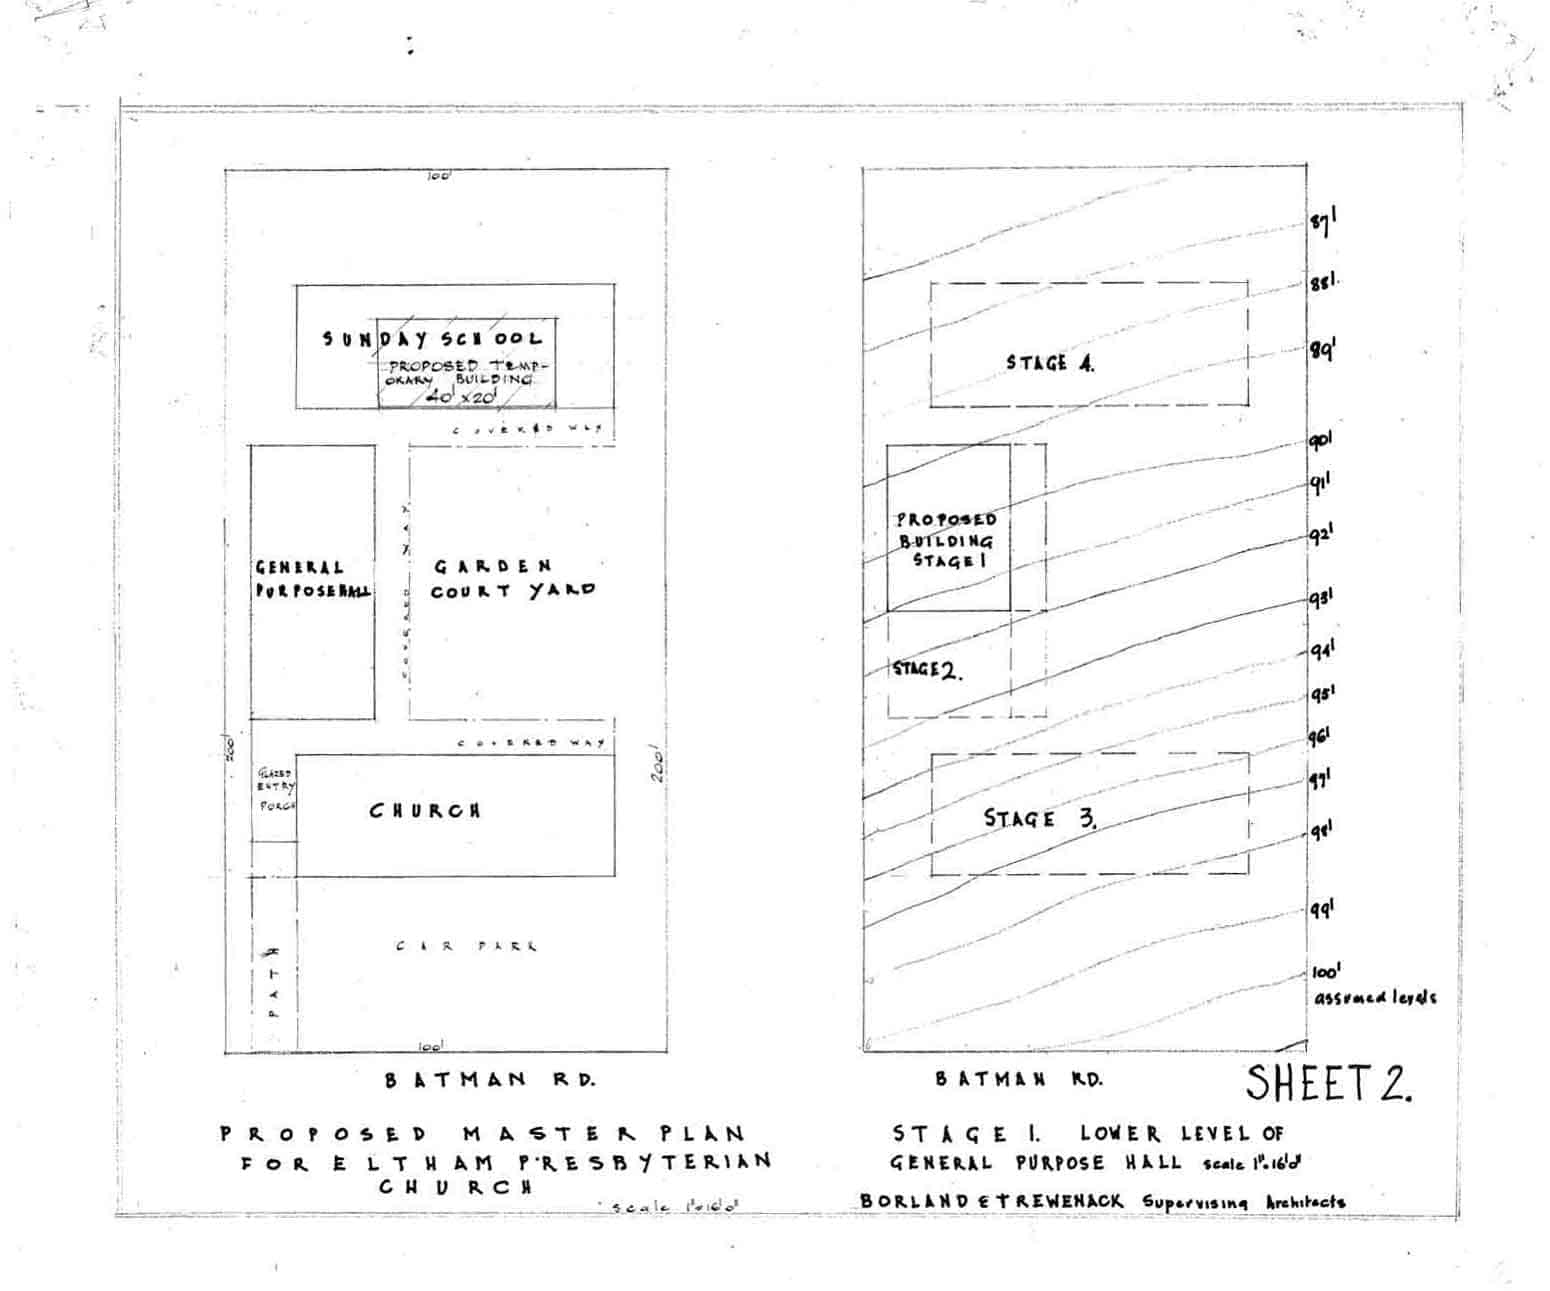 100'
SUNDAY SCHOOL
PROPOSED TEMP-
ORARY BUILDING
40' x 20'
COVERED WAY
GENERAL
PURPOSE HALL
COVERED WAY
GARDEN
COURT YARD
COVERED WAY
200'
200'
GLAZED
ENTRY
PORCH
CHURCH
CAR PARK
PATH
100'
BATMAN RD.
PROPOSED MASTER PLAN
FOR ELTHAM PRESBYTERIAN
CHURCH
scale 1"=16'0"
87'
88'
89'
90'
91'
92'
93'
94'
95'
96'
97'
98'
99'
100'
assumed levels
STAGE 4.
PROPOSED
BUILDING
STAGE 1
STAGE 2.
STAGE 3.
BATMAN RD.
SHEET 2.
STAGE 1. LOWER LEVEL OF
GENERAL PURPOSE HALL scale 1"=16'0"
BORLAND & TREWENACK Supervising Architects